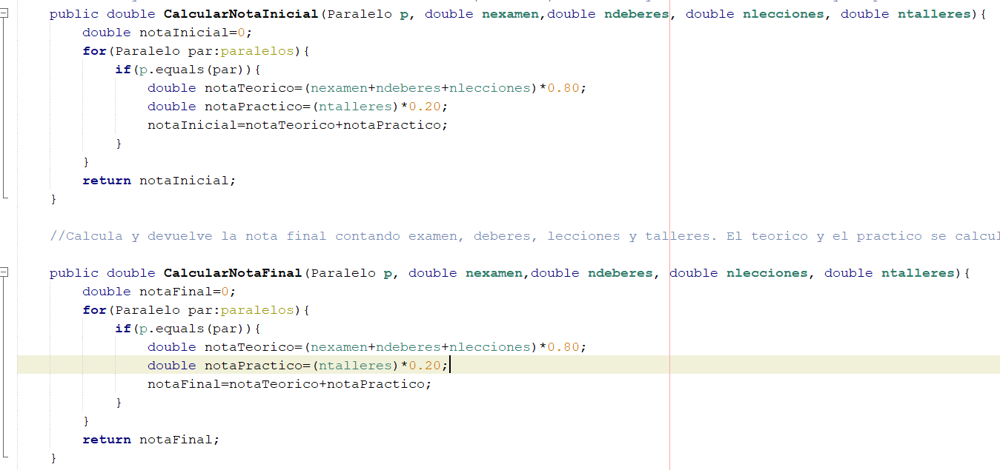 public double CalcularNotaInicial(Paralelo p, double nexamen,double ndeberes, double nlecciones, double ntalleres){
double notaInicial=0;
for(Paralelo par:paralelos){
if(p.equals(par)){
double notaTeorico=(nexamen+ndeberes+nlecciones)*0.80;
double notaPractico=(ntalleres)*0.20;
notaInicial=notaTeorico+notaPractico;
}
}
return notaInicial;
}
//Calcula y devuelve la nota final contando examen, deberes, lecciones y talleres. El teorico y el practico se calcul
public double CalcularNotaFinal(Paralelo p, double nexamen,double ndeberes, double nlecciones, double ntalleres){
double notaFinal=0;
for(Paralelo par:paralelos){
if(p.equals(par)){
double notaTeorico=(nexamen+ndeberes+nlecciones)*0.80;
double notaPractico=(ntalleres)*0.20;
notaFinal=notaTeorico+notaPractico;
}
}
return notaFinal;
}